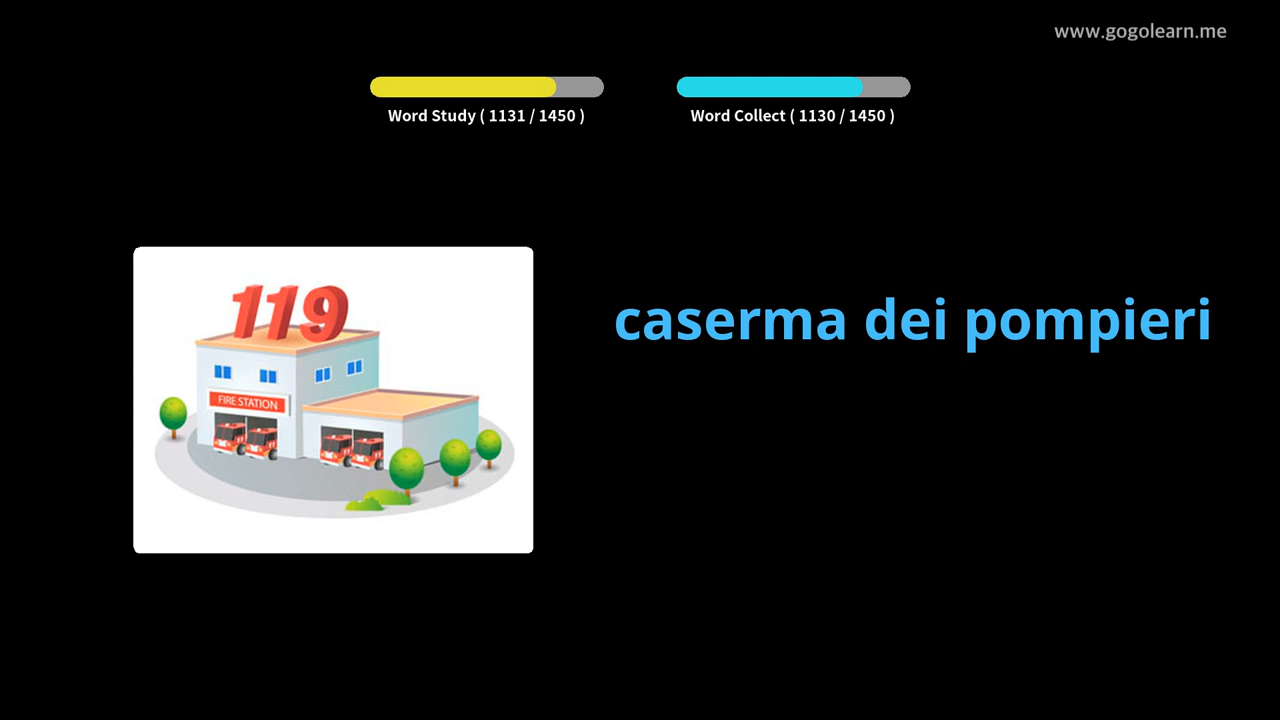 www.gogolearn.me
Word Study ( 1131 / 1450 )
Word Collect ( 1130 / 1450 )
119
FIRE STATION
caserma dei pompieri